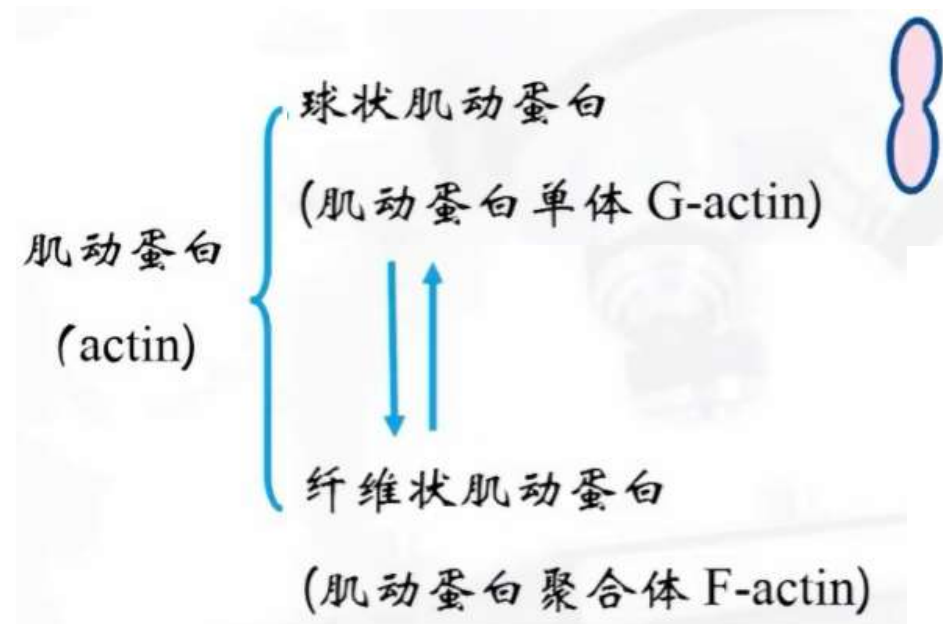 球状肌动蛋白
(肌动蛋白单体 G-actin)
肌动蛋白
(actin)
纤维状肌动蛋白
(肌动蛋白聚合体 F-actin)